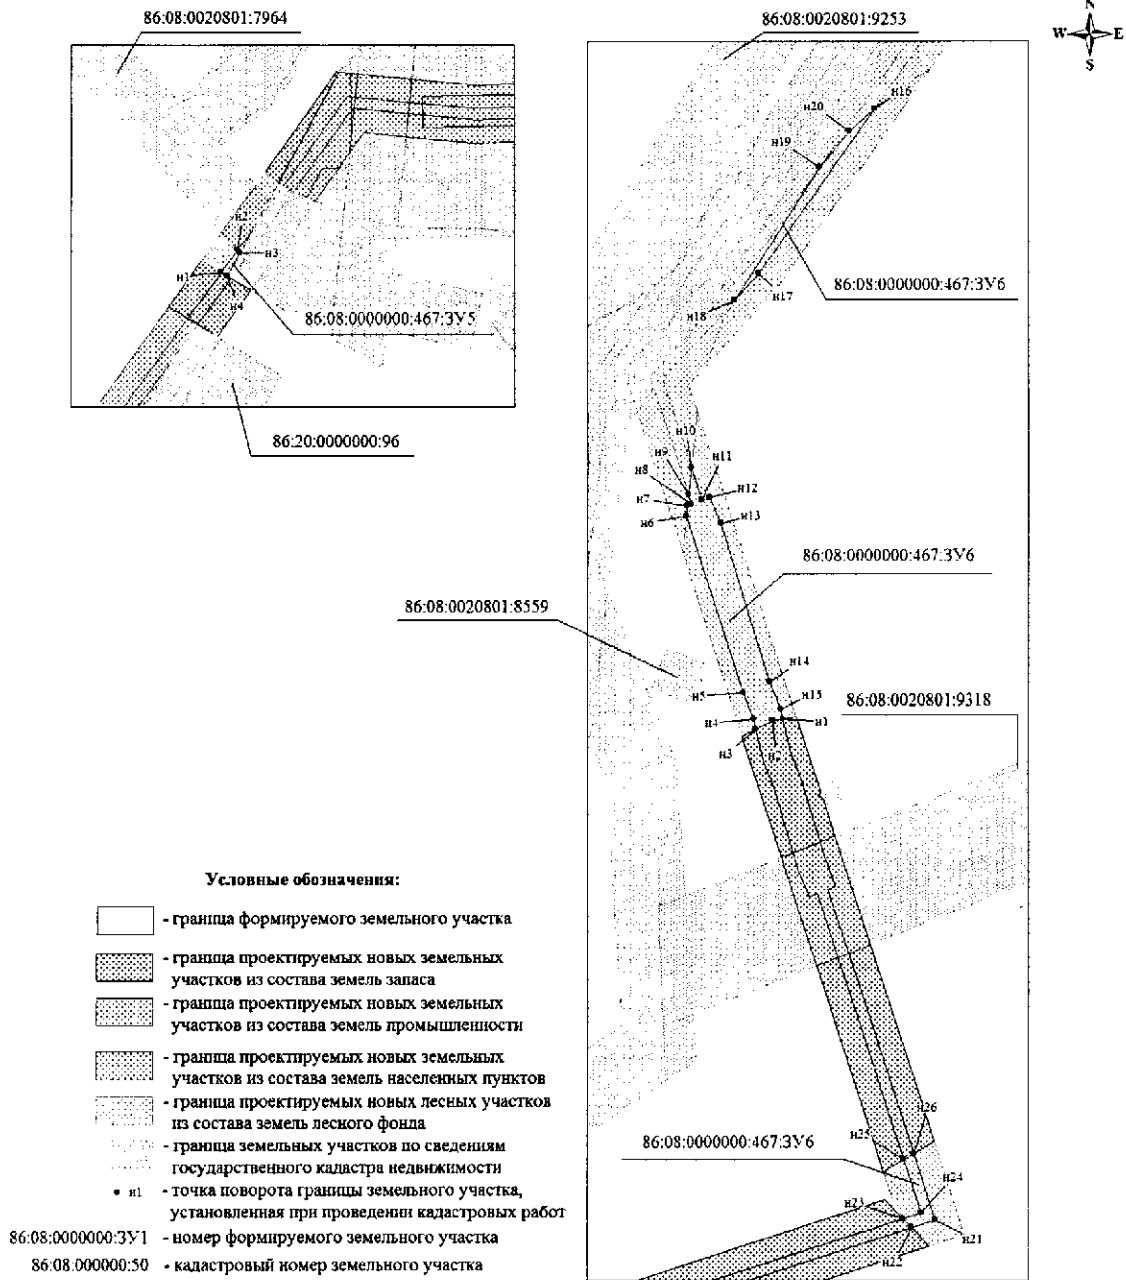 86:08:0020801:7964
86:08:0020801:9253
N
W E
S
н16
н20
н19
н2
н3
н1
н4
86:08:0000000:467:ЗУ6
н17
н18
86:08:0000000:467:ЗУ5
86:20:0000000:96
н10
н9
н11
н8
н12
н7
н6
н13
86:08:0000000:467:ЗУ6
86:08:0020801:8559
н14
н5
н15
86:08:0020801:9318
н4
н1
н3
н2
Условные обозначения:
- граница формируемого земельного участка
- граница проектируемых новых земельных
участков из состава земель запаса
- граница проектируемых новых земельных
участков из состава земель промышленности
- граница проектируемых новых земельных
участков из состава земель населенных пунктов
- граница проектируемых новых лесных участков
из состава земель лесного фонда
- граница земельных участков по сведениям
государственного кадастра недвижимости
н1 - точка поворота границы земельного участка,
установленная при проведении кадастровых работ
86:08:0000000:ЗУ1 - номер формируемого земельного участка
86:08:000000:50 - кадастровый номер земельного участка
н26
86:08:0000000:467:ЗУ6
н25
н24
н23
н21
н22